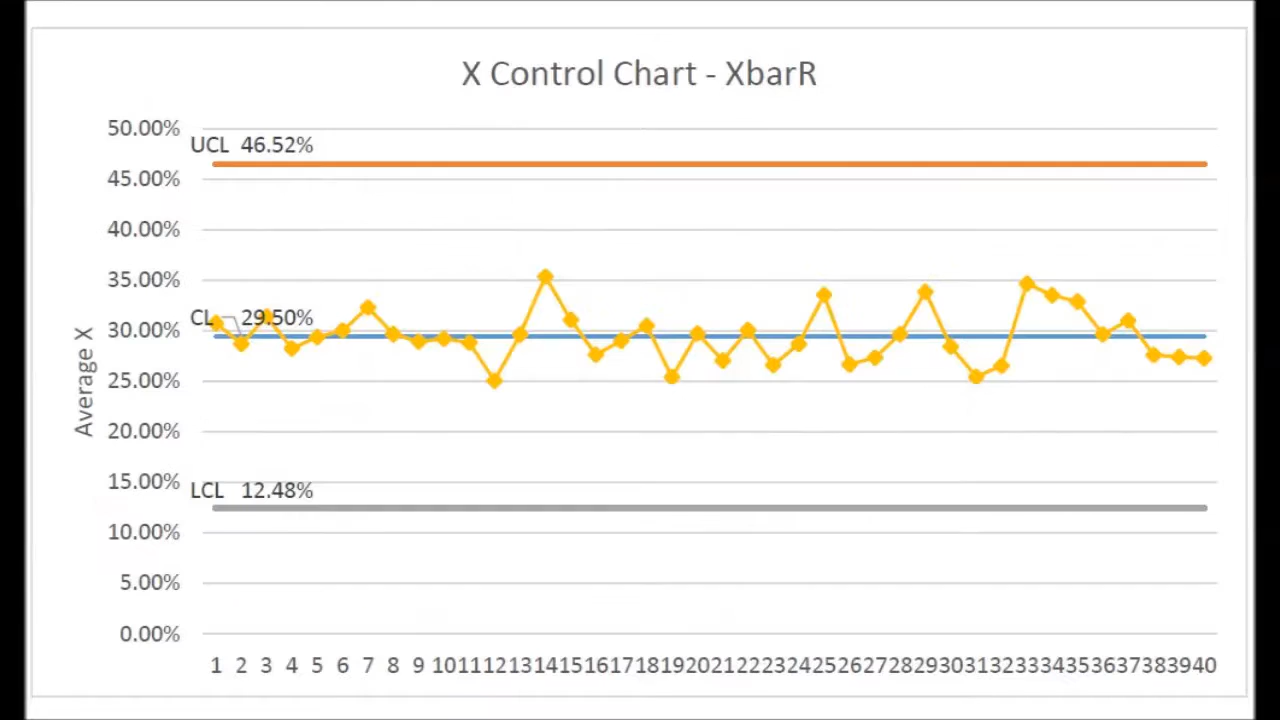 X Control Chart - XbarR
50.00%
UCL 46.52%
45.00%
40.00%
35.00%
CL 29.50%
30.00%
Average X
25.00%
20.00%
15.00%
LCL 12.48%
10.00%
5.00%
0.00%
1 2 3 4 5 6 7 8 9 10 11 12 13 14 15 16 17 18 19 20 21 22 23 24 25 26 27 28 29 30 31 32 33 34 35 36 37 38 39 40